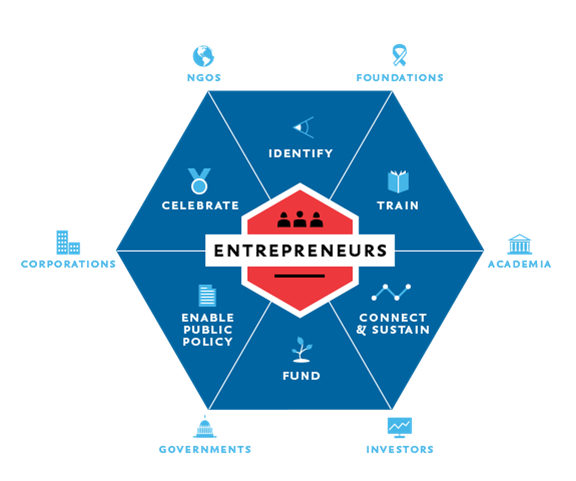 NGOS
FOUNDATIONS
IDENTIFY
CELEBRATE
TRAIN
ENTREPRENEURS
CORPORATIONS
ACADEMIA
ENABLE
PUBLIC
POLICY
CONNECT
& SUSTAIN
FUND
GOVERNMENTS
INVESTORS